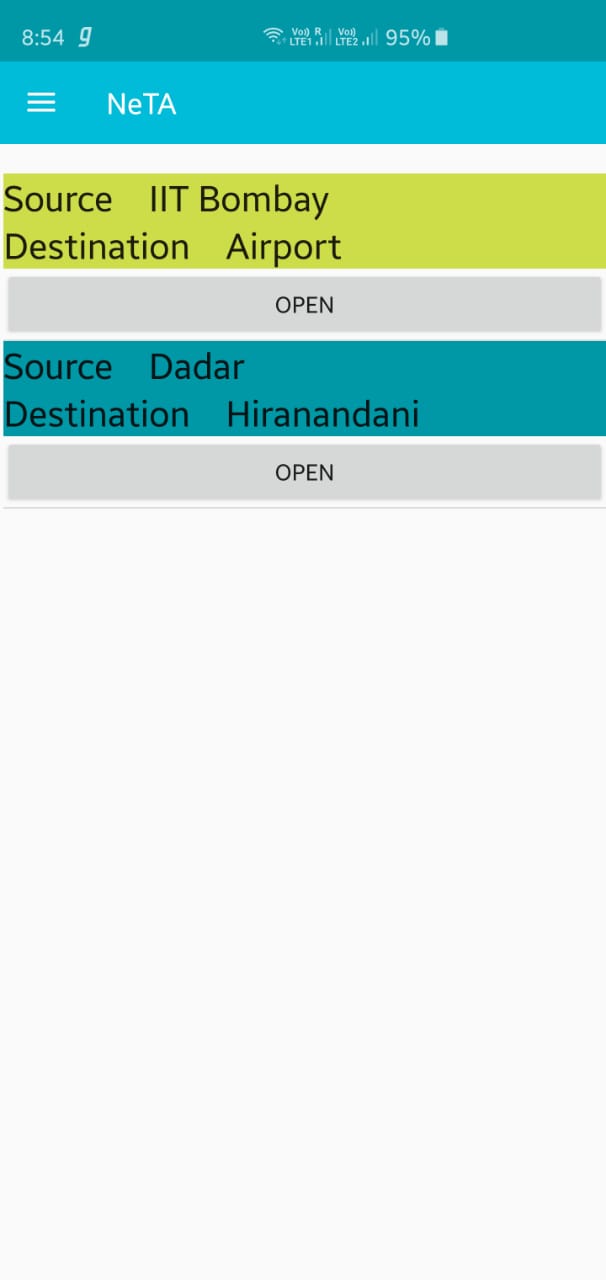 8:54 g Vo)) R LTE1 Vo)) LTE2 95%
NeTA
Source IIT Bombay
Destination Airport
OPEN
Source Dadar
Destination Hiranandani
OPEN